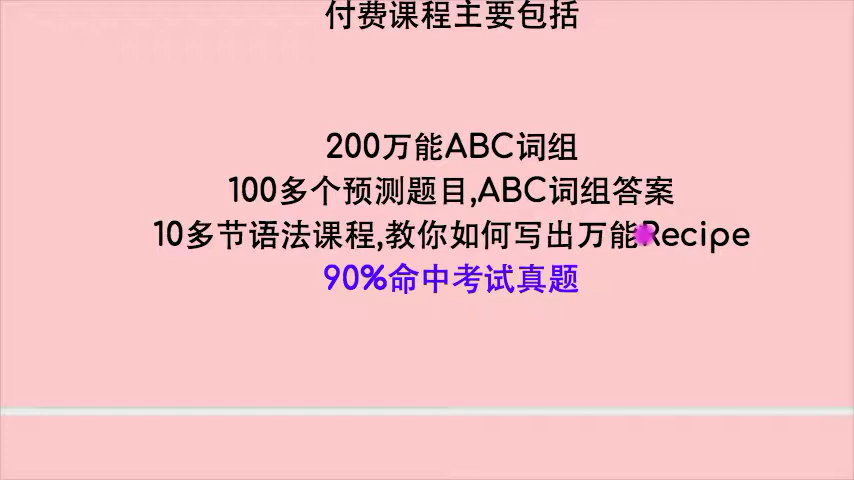 付费课程主要包括
200万能ABC词组
100多个预测题目,ABC词组答案
10多节语法课程,教你如何写出万能Recipe
90%命中考试真题